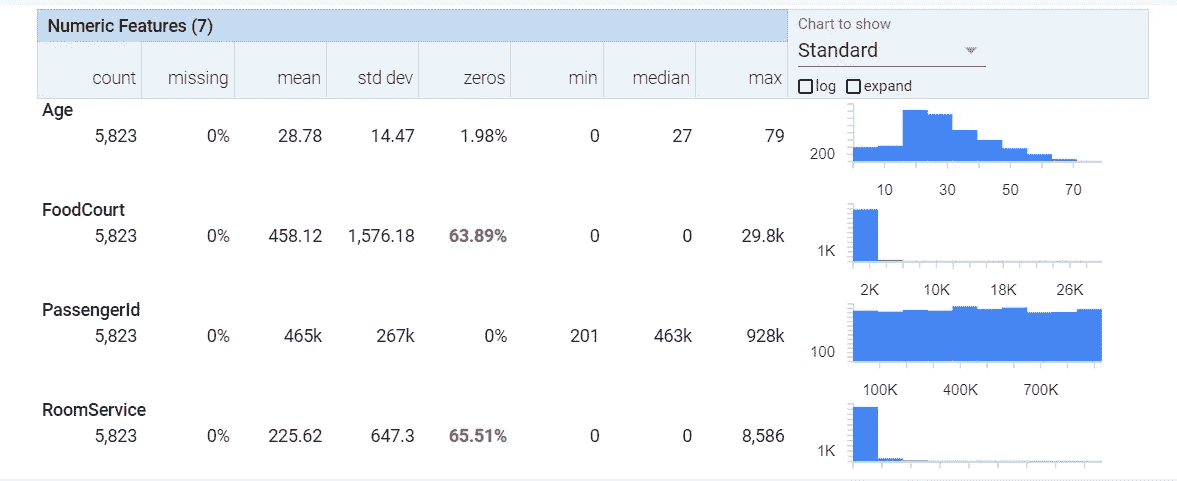 Numeric Features (7)
Chart to show
Standard
count missing mean std dev zeros min median max
log expand
Age
5,823 0% 28.78 14.47 1.98% 0 27 79
200
10 30 50 70
FoodCourt
5,823 0% 458.12 1,576.18 63.89% 0 0 29.8k
1K
2K 10K 18K 26K
PassengerId
5,823 0% 465k 267k 0% 201 463k 928k
100
100K 400K 700K
RoomService
5,823 0% 225.62 647.3 65.51% 0 0 8,586
1K